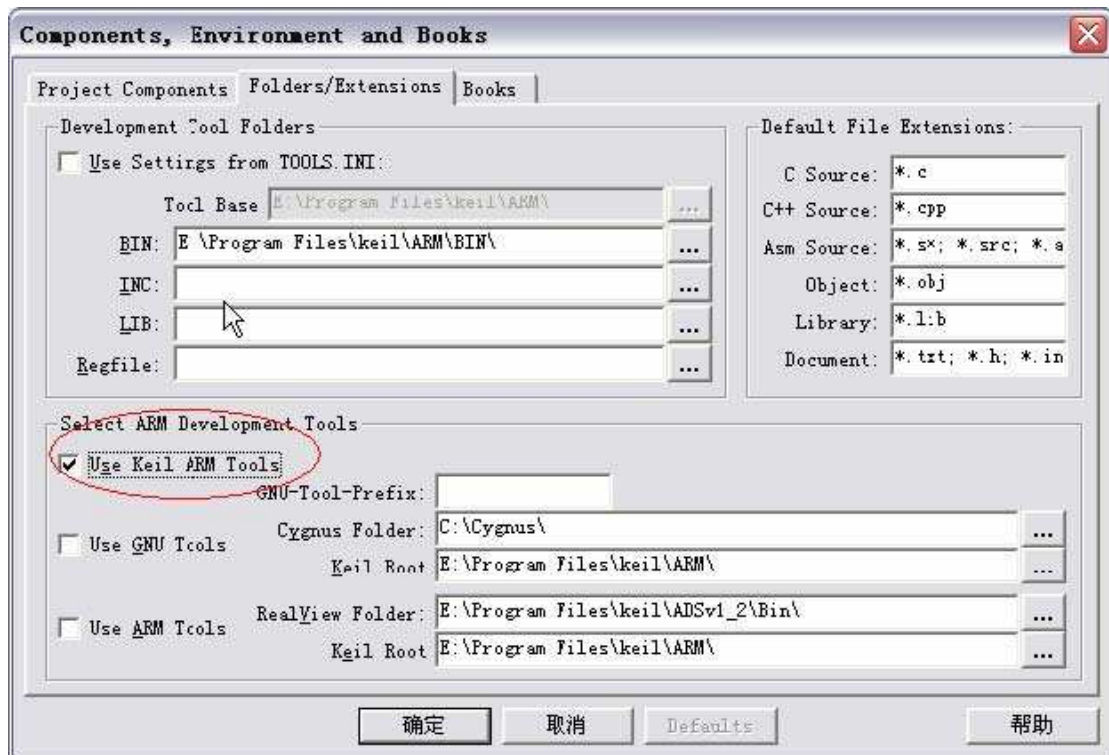 Components, Environment and Books
Project Components Folders/Extensions Books
Development Tool Folders
Use Settings from TOOLS.INI:
Tool Base E:\Program Files\keil\ARM\ ...
BIN: E \Program Files\keil\ARM\BIN\ ...
INC: ...
LIB: ...
Regfile: ...
Default File Extensions:
C Source: *.c
C++ Source: *.cpp
Asm Source: *.s*; *.src; *.a
Object: *.obj
Library: *.lib
Document: *.txt; *.h; *.in
Select ARM Development Tools
Use Keil ARM Tools
GNU-Tool-Prefix:
Use GNU Tools
Cygnus Folder: C:\Cygnus\ ...
Keil Root E:\Program Files\keil\ARM\ ...
Use ARM Tools
RealView Folder: E:\Program Files\keil\ADSv1_2\Bin\ ...
Keil Root E:\Program Files\keil\ARM\ ...
确定 取消 Defaults 帮助